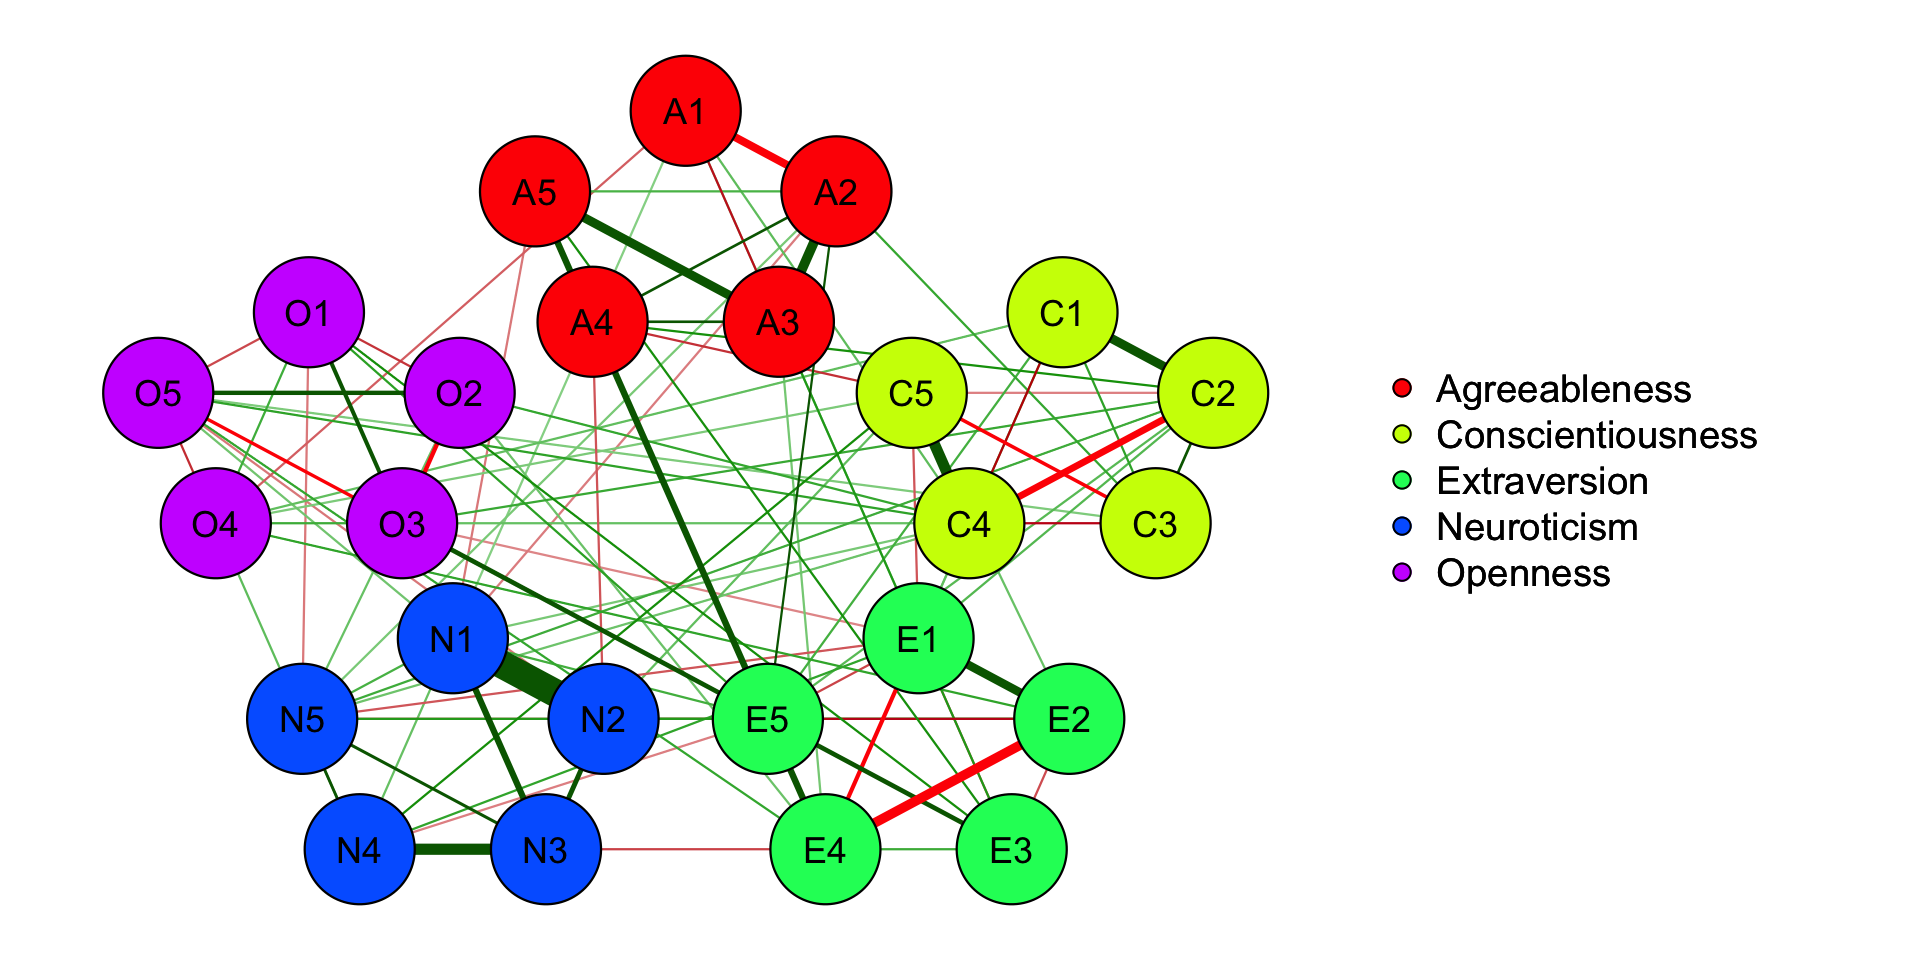 A1
A5
A2
O1
A4
A3
C1
O5
O2
C5
C2
O4
O3
C4
C3
N1
E1
N5
N2
E5
E2
N4
N3
E4
E3
Agreeableness
Conscientiousness
Extraversion
Neuroticism
Openness